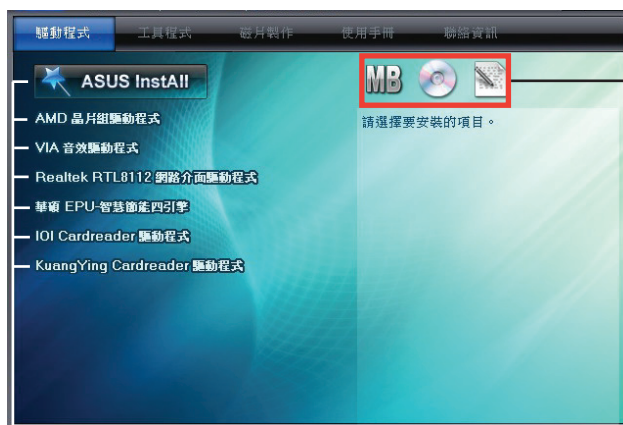 驅動程式 工具程式 磁片製作 使用手冊 聯絡資訊
ASUS InstAll
MB
AMD 晶片組驅動程式
請選擇要安裝的項目。
VIA 音效驅動程式
Realtek RTL8112 網路介面驅動程式
華碩 EPU-智慧節能四引擎
IOI Cardreader 驅動程式
KuangYing Cardreader 驅動程式